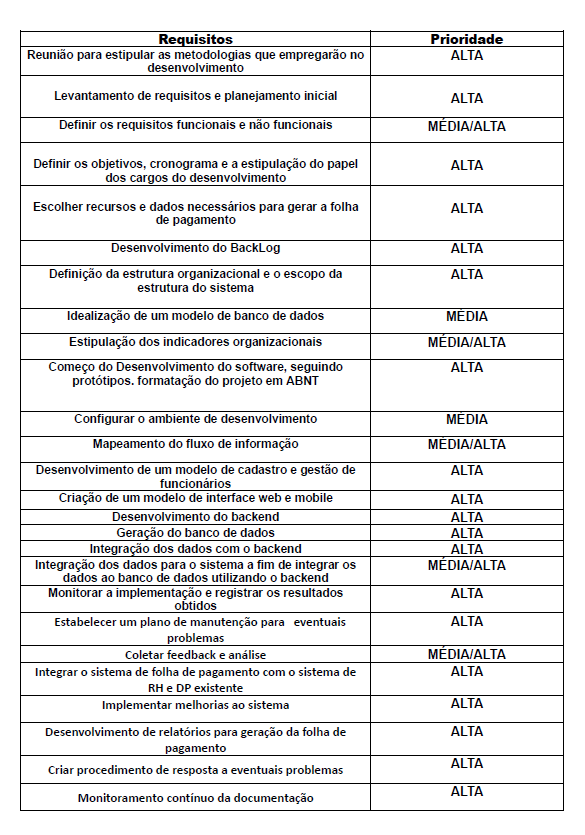 Requisitos Prioridade
Reunião para estipular as metodologias que empregarão no ALTA
desenvolvimento
Levantamento de requisitos e planejamento inicial ALTA
Definir os requisitos funcionais e não funcionais MÉDIA/ALTA
Definir os objetivos, cronograma e a estipulação do papel ALTA
dos cargos do desenvolvimento
Escolher recursos e dados necessários para gerar a folha ALTA
de pagamento
Desenvolvimento do BackLog ALTA
Definição da estrutura organizacional e o escopo da ALTA
estrutura do sistema
Idealização de um modelo de banco de dados MÉDIA
Estipulação dos indicadores organizacionais MÉDIA/ALTA
Começo do Desenvolvimento do software, seguindo ALTA
protótipos. formatação do projeto em ABNT
Configurar o ambiente de desenvolvimento MÉDIA
Mapeamento do fluxo de informação MÉDIA/ALTA
Desenvolvimento de um modelo de cadastro e gestão de ALTA
funcionários
Criação de um modelo de interface web e mobile ALTA
Desenvolvimento do backend ALTA
Geração do banco de dados ALTA
Integração dos dados com o backend ALTA
Integração dos dados para o sistema a fim de integrar os MÉDIA/ALTA
dados ao banco de dados utilizando o backend
Monitorar a implementação e registrar os resultados ALTA
obtidos
Estabelecer um plano de manutenção para eventuais ALTA
problemas
Coletar feedback e análise MÉDIA/ALTA
Integrar o sistema de folha de pagamento com o sistema de ALTA
RH e DP existente
Implementar melhorias ao sistema ALTA
Desenvolvimento de relatórios para geração da folha de ALTA
pagamento
Criar procedimento de resposta a eventuais problemas ALTA
Monitoramento contínuo da documentação ALTA